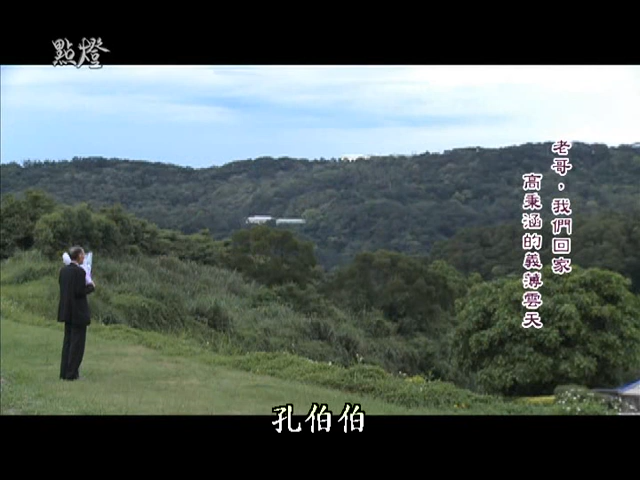 點燈
老哥，我們回家
高秉涵的義薄雲天
孔伯伯